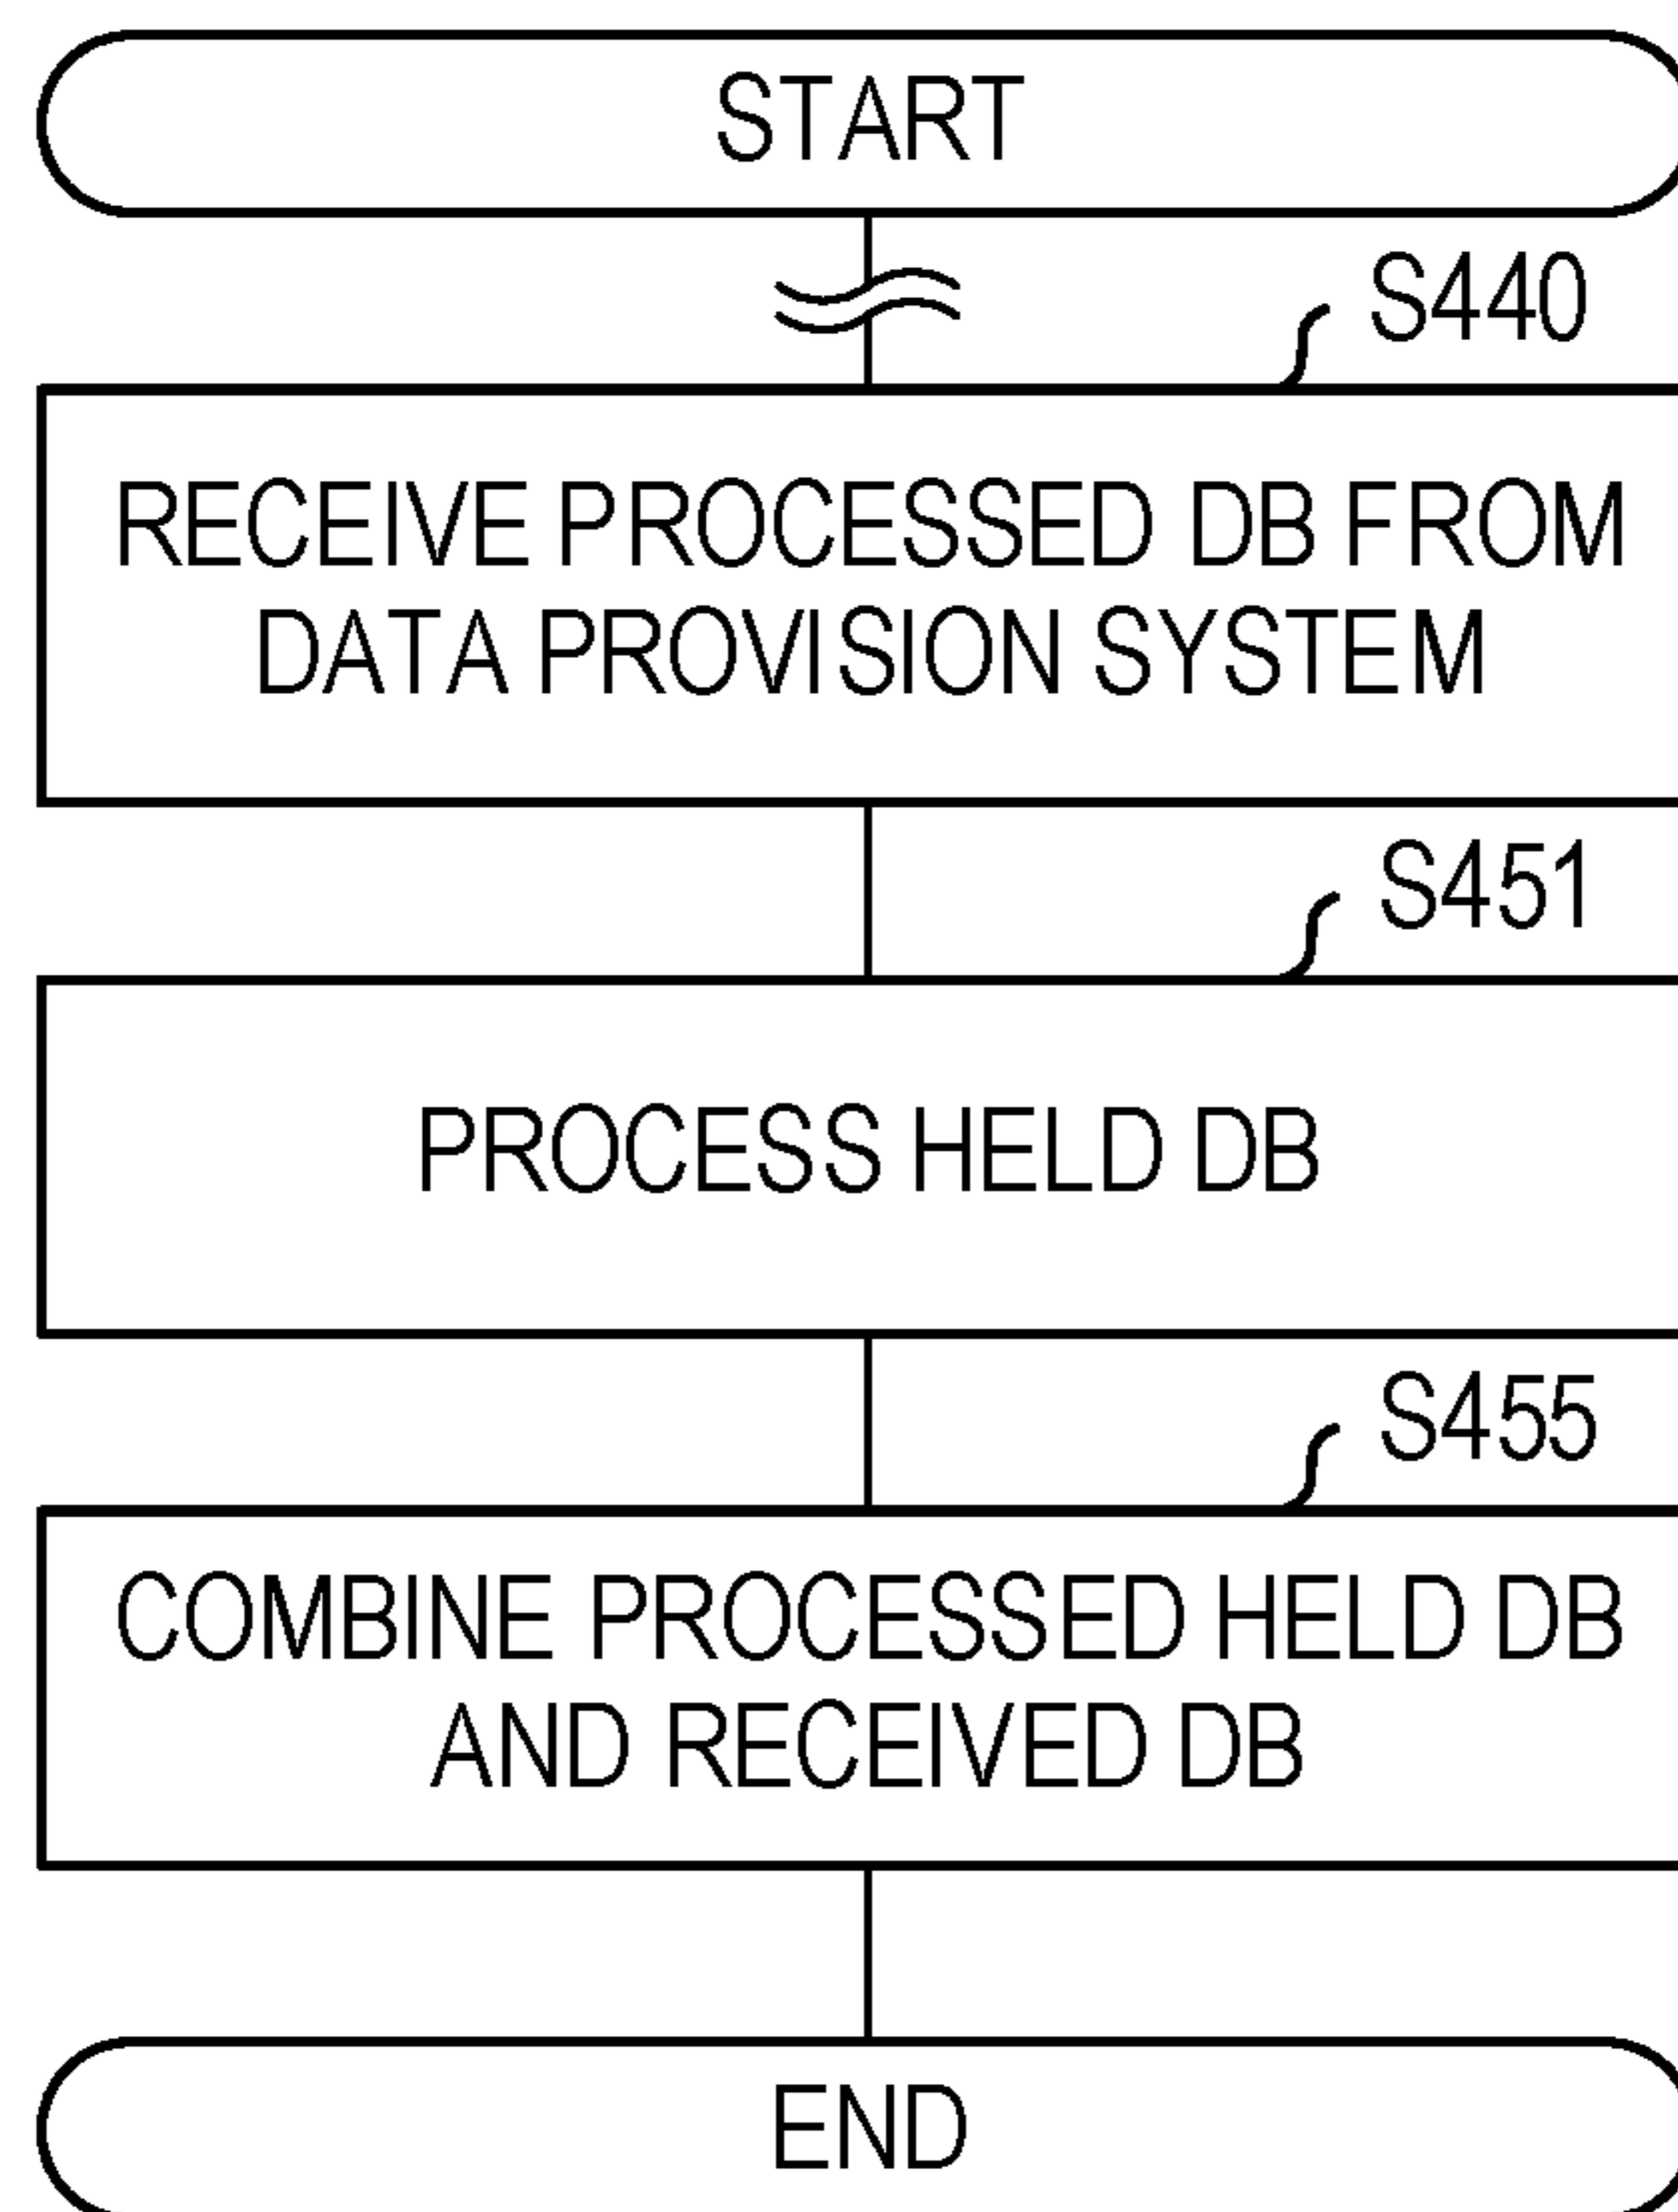 START
S440
RECEIVE PROCESSED DB FROM
DATA PROVISION SYSTEM
S451
PROCESS HELD DB
S455
COMBINE PROCESSED HELD DB
AND RECEIVED DB
END